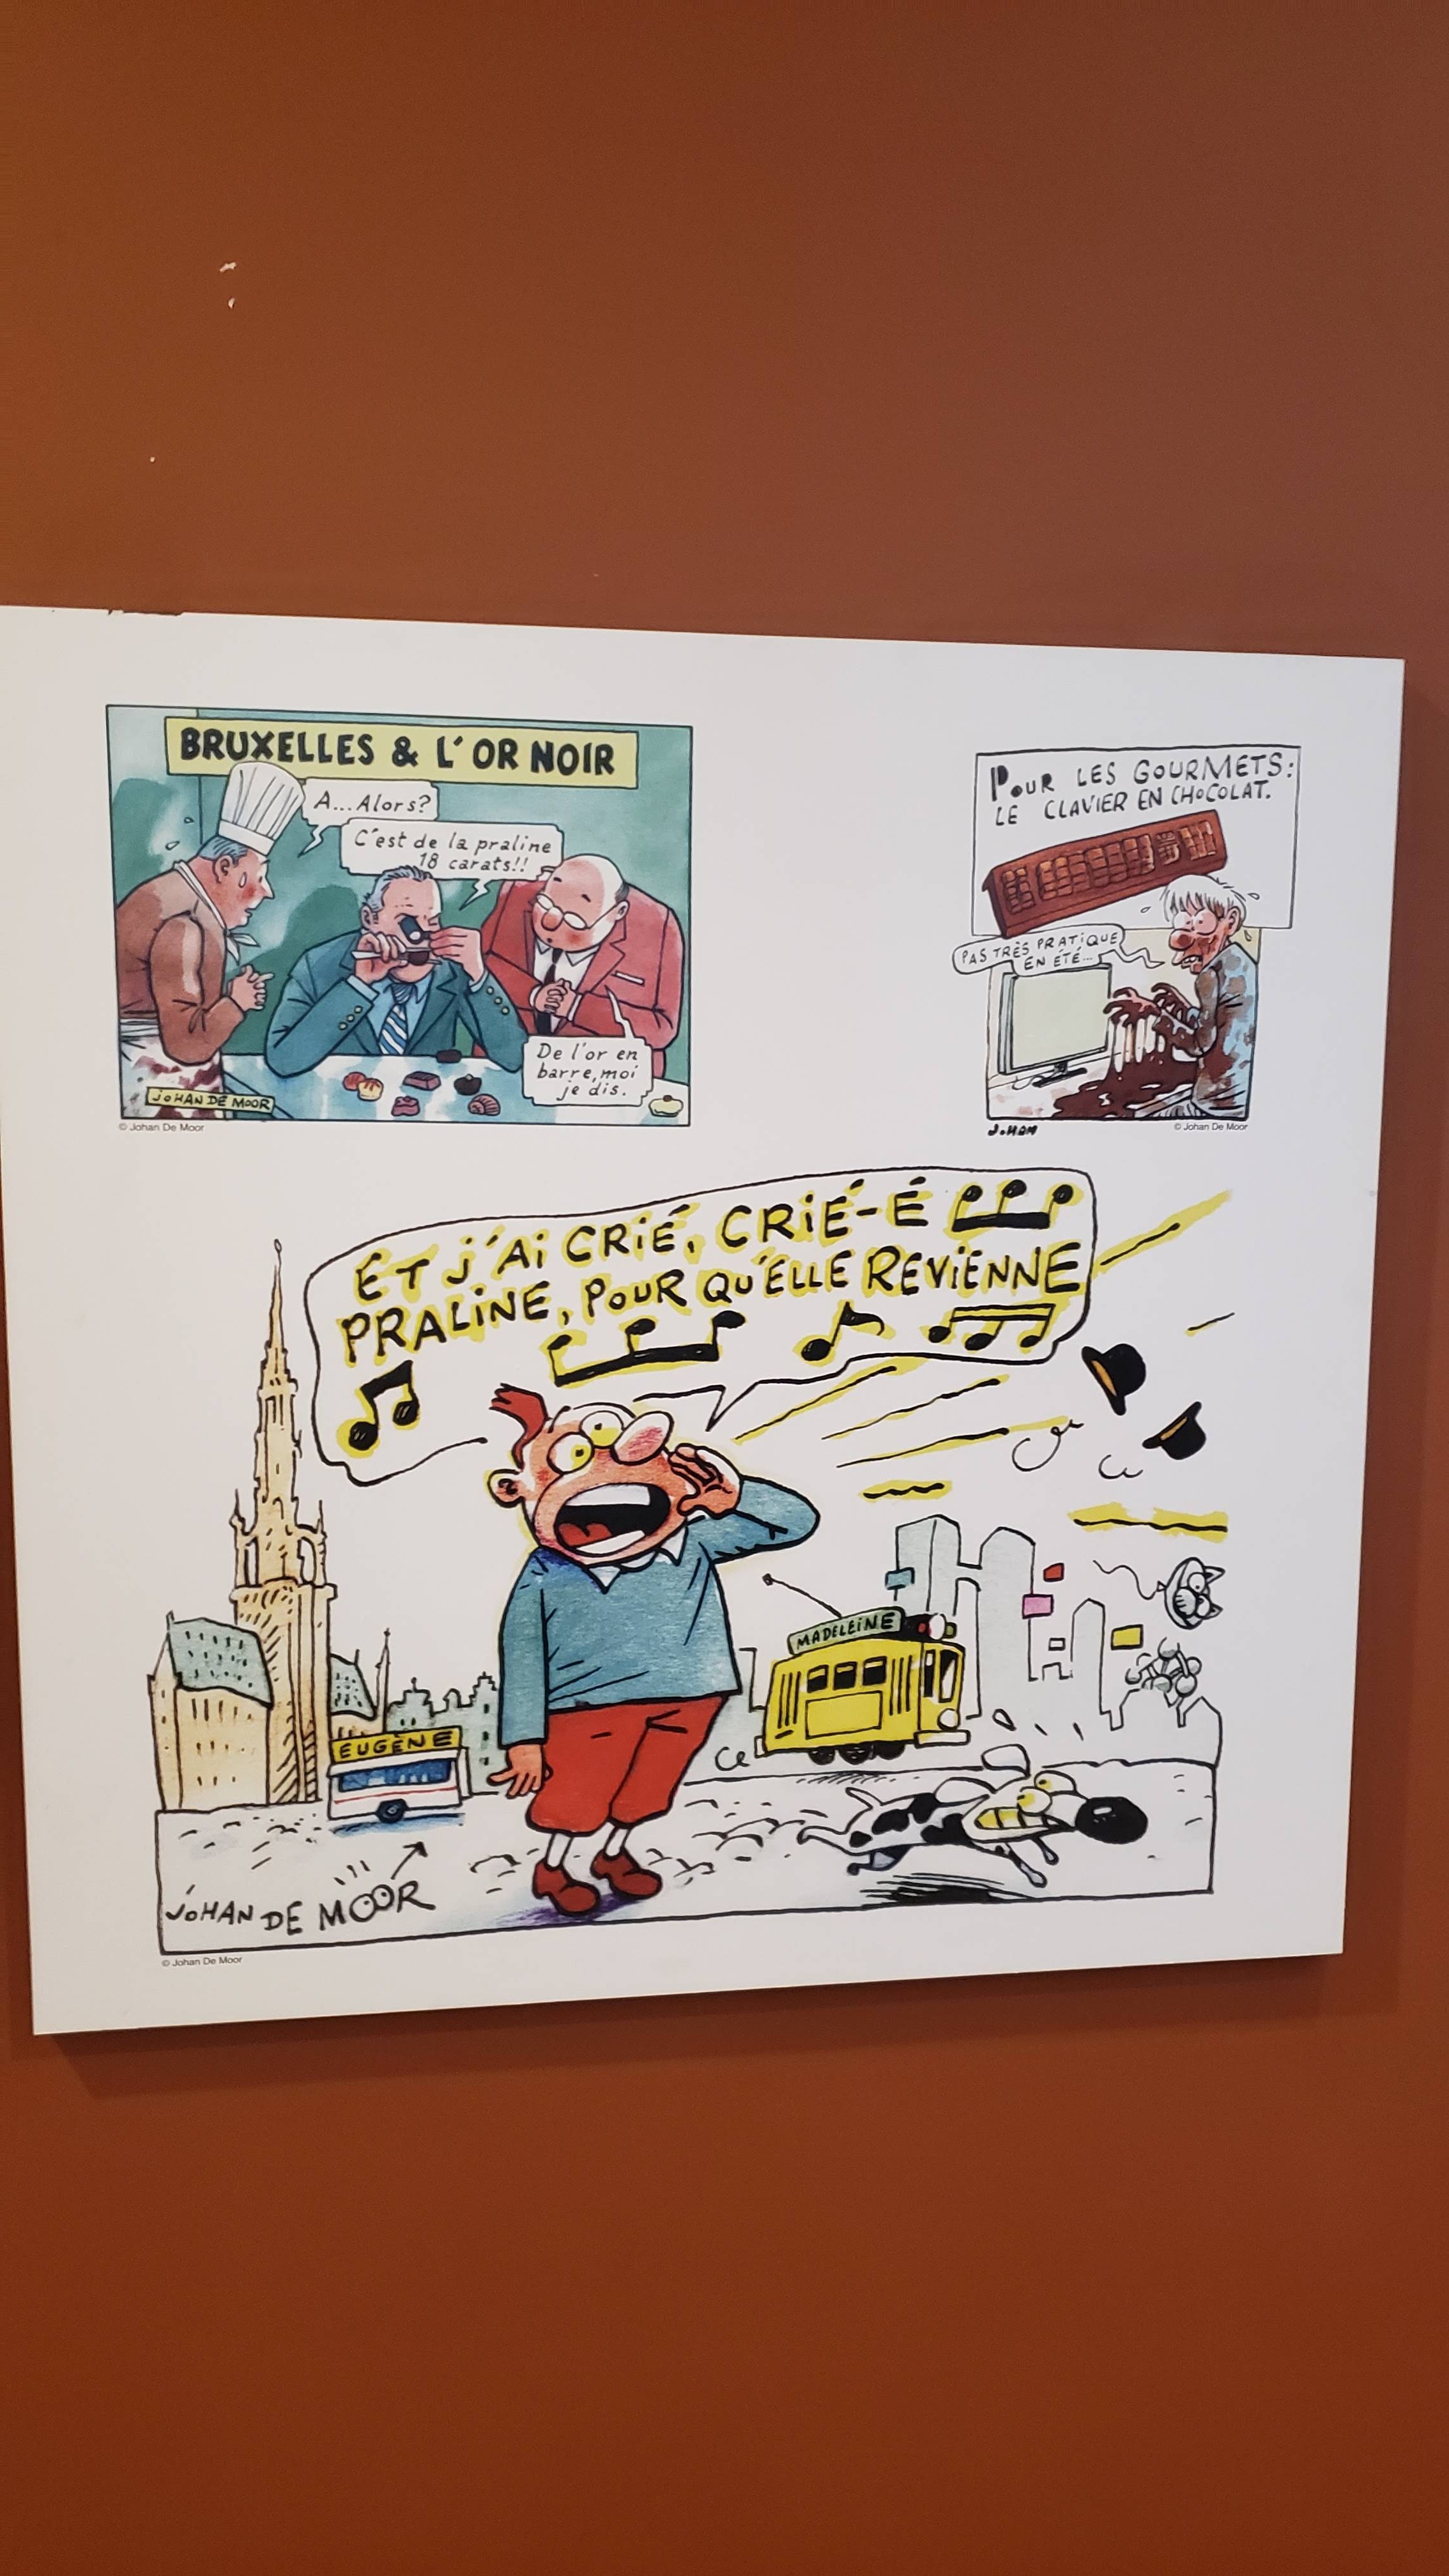 BRUXELLES & L'OR NOIR
A...Alors?
C'est de la praline
18 carats!!
De l'or en
barre, moi
je dis.
JOHAN DE MOOR
© Johan De Moor
POUR LES GOURMETS:
LE CLAVIER EN CHOCOLAT.
PAS TRÈS PRATIQUE
EN ÉTÉ...
JOHAN
© Johan De Moor
ET J'AI CRIÉ, CRIÉ-É
PRALINE, POUR QU'ELLE REVIENNE
MADELEINE
EUGÈNE
JOHAN DE MOOR
© Johan De Moor